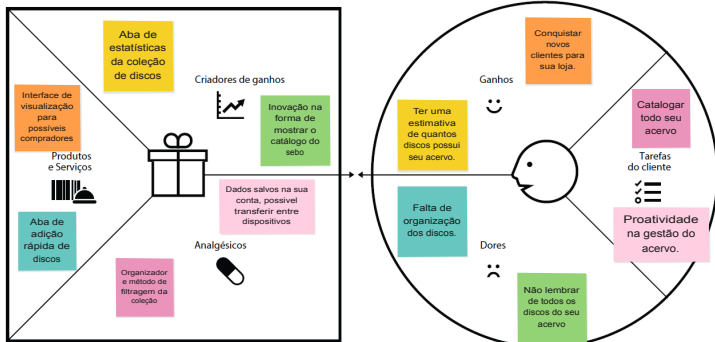 Aba de
estatísticas
da coleção
de discos
Criadores de ganhos
Interface de
visualização
para
possíveis
compradores
Inovação na
forma de
mostrar o
catálogo do
sebo
Produtos
e Serviços
Dados salvos na sua
conta, possivel
transferir entre
dispositivos
Aba de
adição
rápida de
discos
Analgésicos
Organizador
e método de
filtragem da
coleção
Conquistar
novos
clientes para
sua loja.
Ganhos
Ter uma
estimativa
de quantos
discos possui
seu acervo.
Catalogar
todo seu
acervo
Tarefas
do cliente
Falta de
organização
dos discos.
Proatividade
na gestão do
acervo.
Dores
Não lembrar
de todos os
discos do seu
acervo